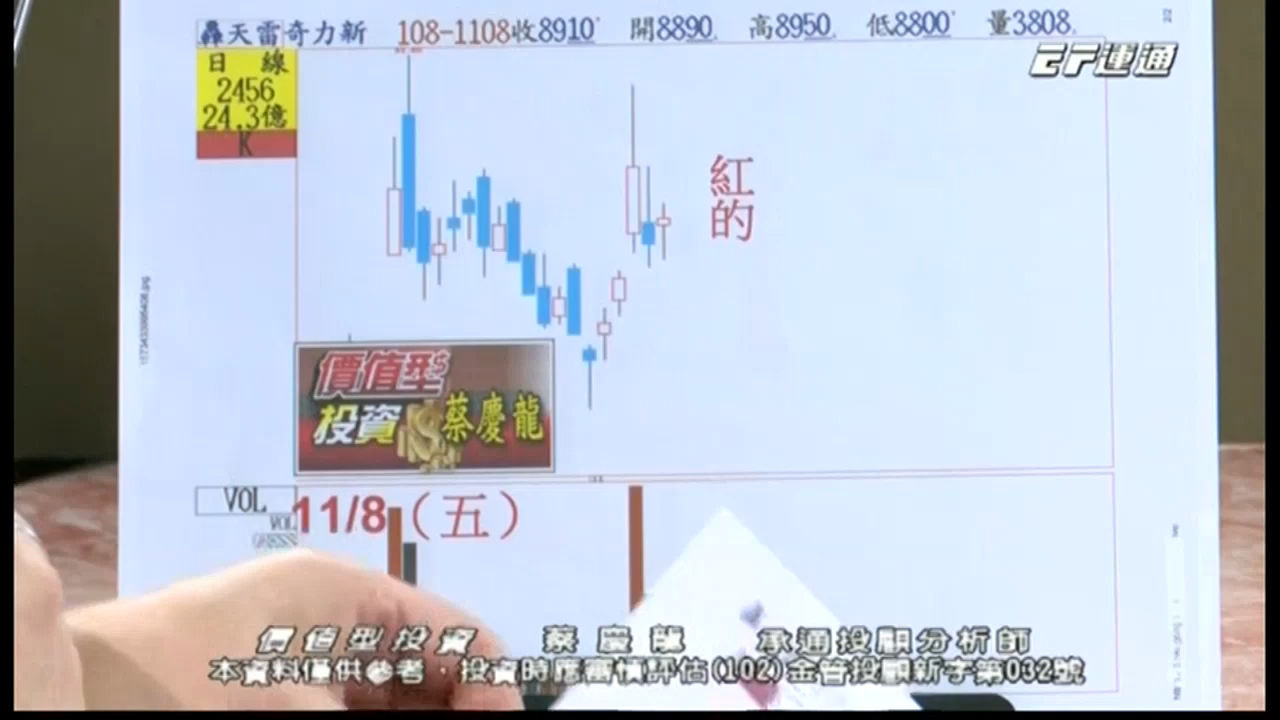 天雷奇力新 108-1108收8910 開8890 高8950 低8800 量3808
運通
日 線
2456
24.3億
K
紅的
價值型
投資 蔡慶龍
VOL
VOL
11/8 (五)
價值型投資 蔡慶龍 承通投顧分析師
本資料僅供參考，投資時應審慎評估(102)金管投顧新字第032號